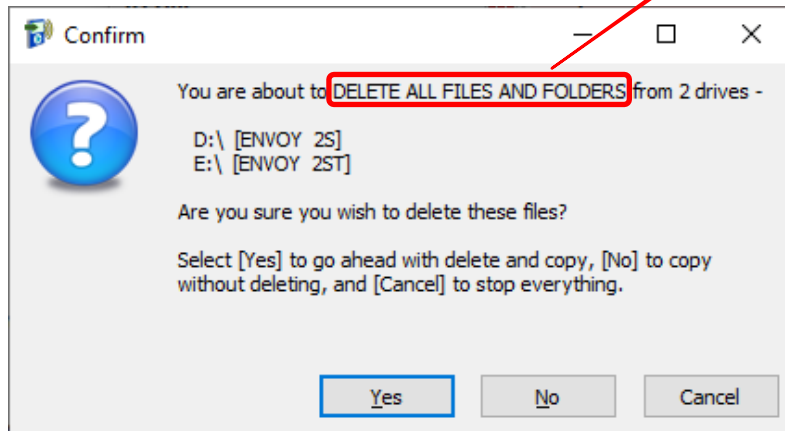 Confirm
You are about to DELETE ALL FILES AND FOLDERS from 2 drives -
D:\ [ENVOY 2S]
E:\ [ENVOY 2ST]
Are you sure you wish to delete these files?
Select [Yes] to go ahead with delete and copy, [No] to copy
without deleting, and [Cancel] to stop everything.
Yes
No
Cancel